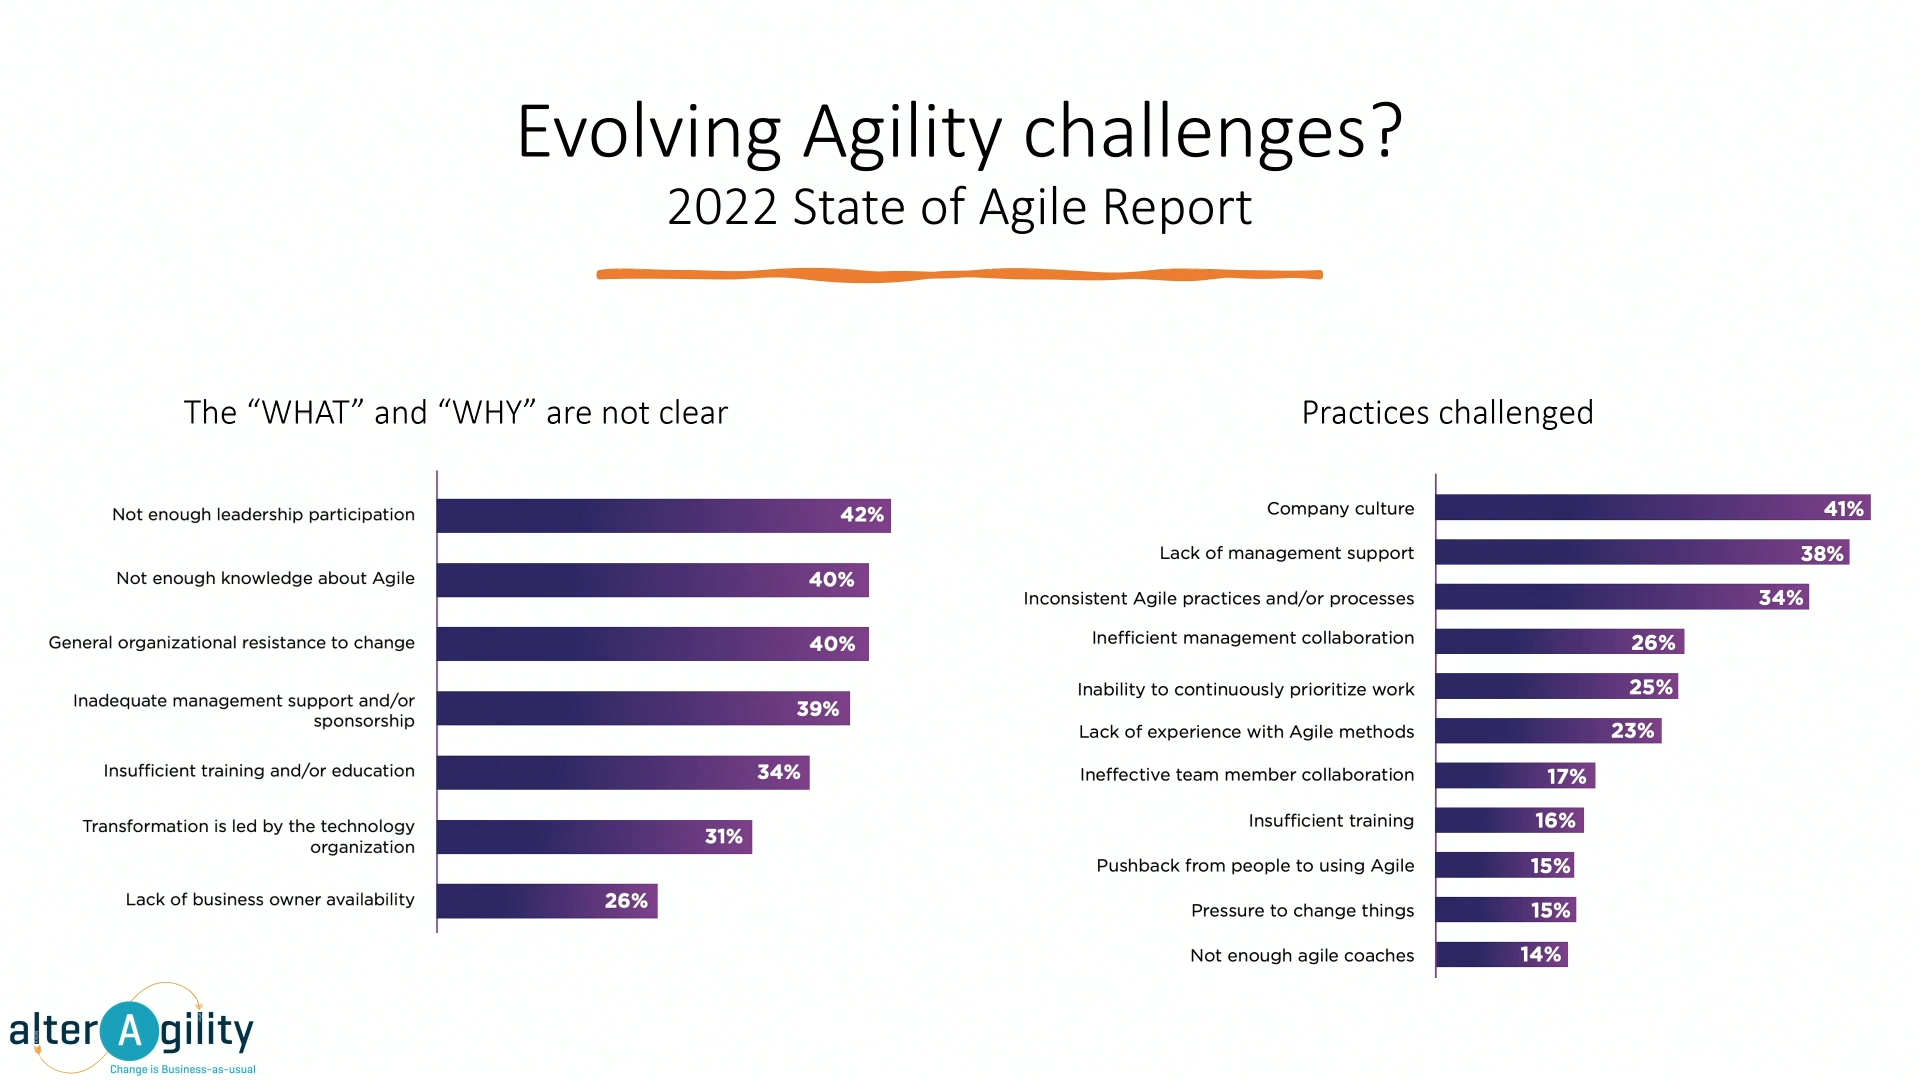 Evolving Agility challenges?
2022 State of Agile Report
The “WHAT” and “WHY” are not clear
Not enough leadership participation
42%
Not enough knowledge about Agile
40%
General organizational resistance to change
40%
Inadequate management support and/or
sponsorship
39%
Insufficient training and/or education
34%
Transformation is led by the technology
organization
31%
Lack of business owner availability
26%
Practices challenged
Company culture
41%
Lack of management support
38%
Inconsistent Agile practices and/or processes
34%
Inefficient management collaboration
26%
Inability to continuously prioritize work
25%
Lack of experience with Agile methods
23%
Ineffective team member collaboration
17%
Insufficient training
16%
Pushback from people to using Agile
15%
Pressure to change things
15%
Not enough agile coaches
14%
alterAgility
Change is Business-as-usual